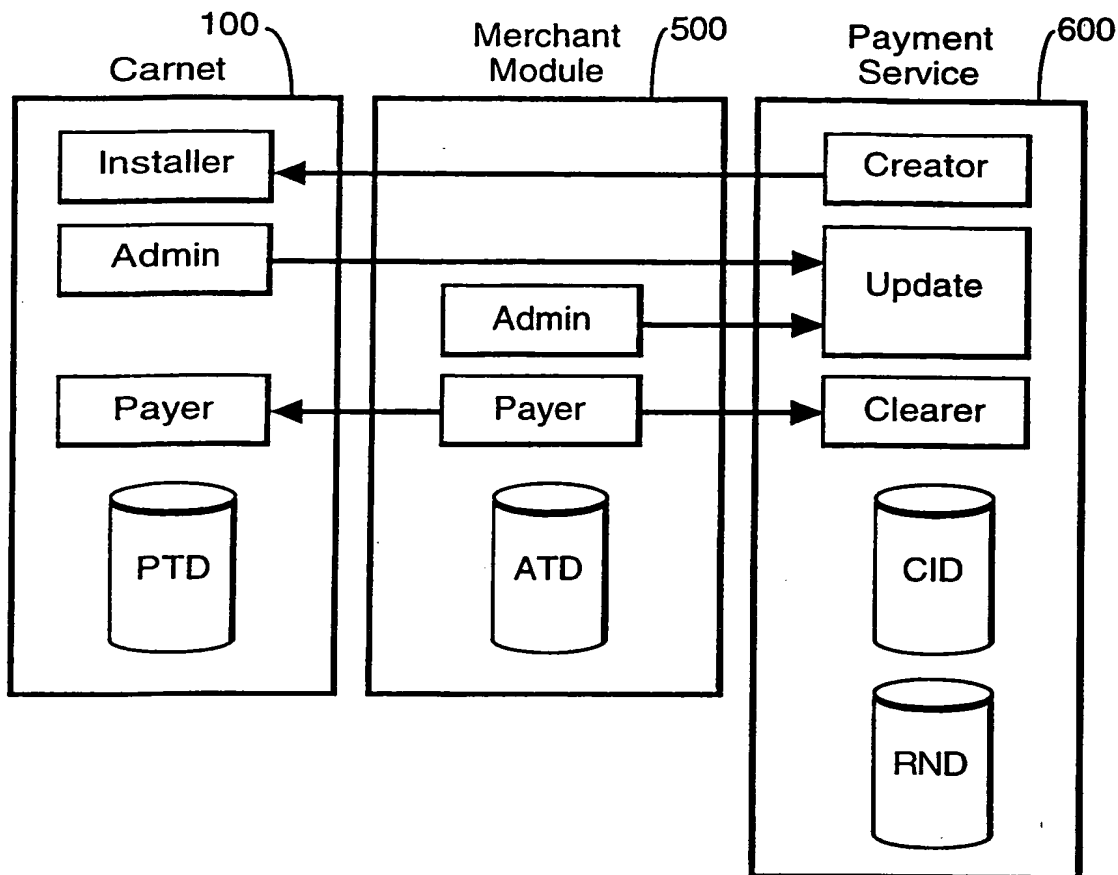 100
Carnet
Merchant
Module
500
Payment
Service
600
Installer
Creator
Admin
Update
Admin
Payer
Payer
Clearer
PTD
ATD
CID
RND